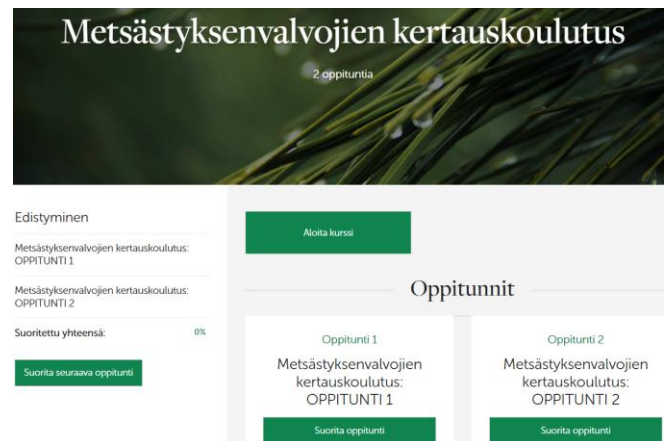 Metsästyksenvalvojien kertauskoulutus
2 oppituntia
Edistyminen
Metsästyksenvalvojien kertauskoulutus:
OPPITUNTI 1
Metsästyksenvalvojien kertauskoulutus:
OPPITUNTI 2
Suoritettu yhteensä: 0%
Suorita seuraava oppitunti
Aloita kurssi
Oppitunnit
Oppitunti 1
Metsästyksenvalvojien
kertauskoulutus:
OPPITUNTI 1
Suorita oppitunti
Oppitunti 2
Metsästyksenvalvojien
kertauskoulutus:
OPPITUNTI 2
Suorita oppitunti